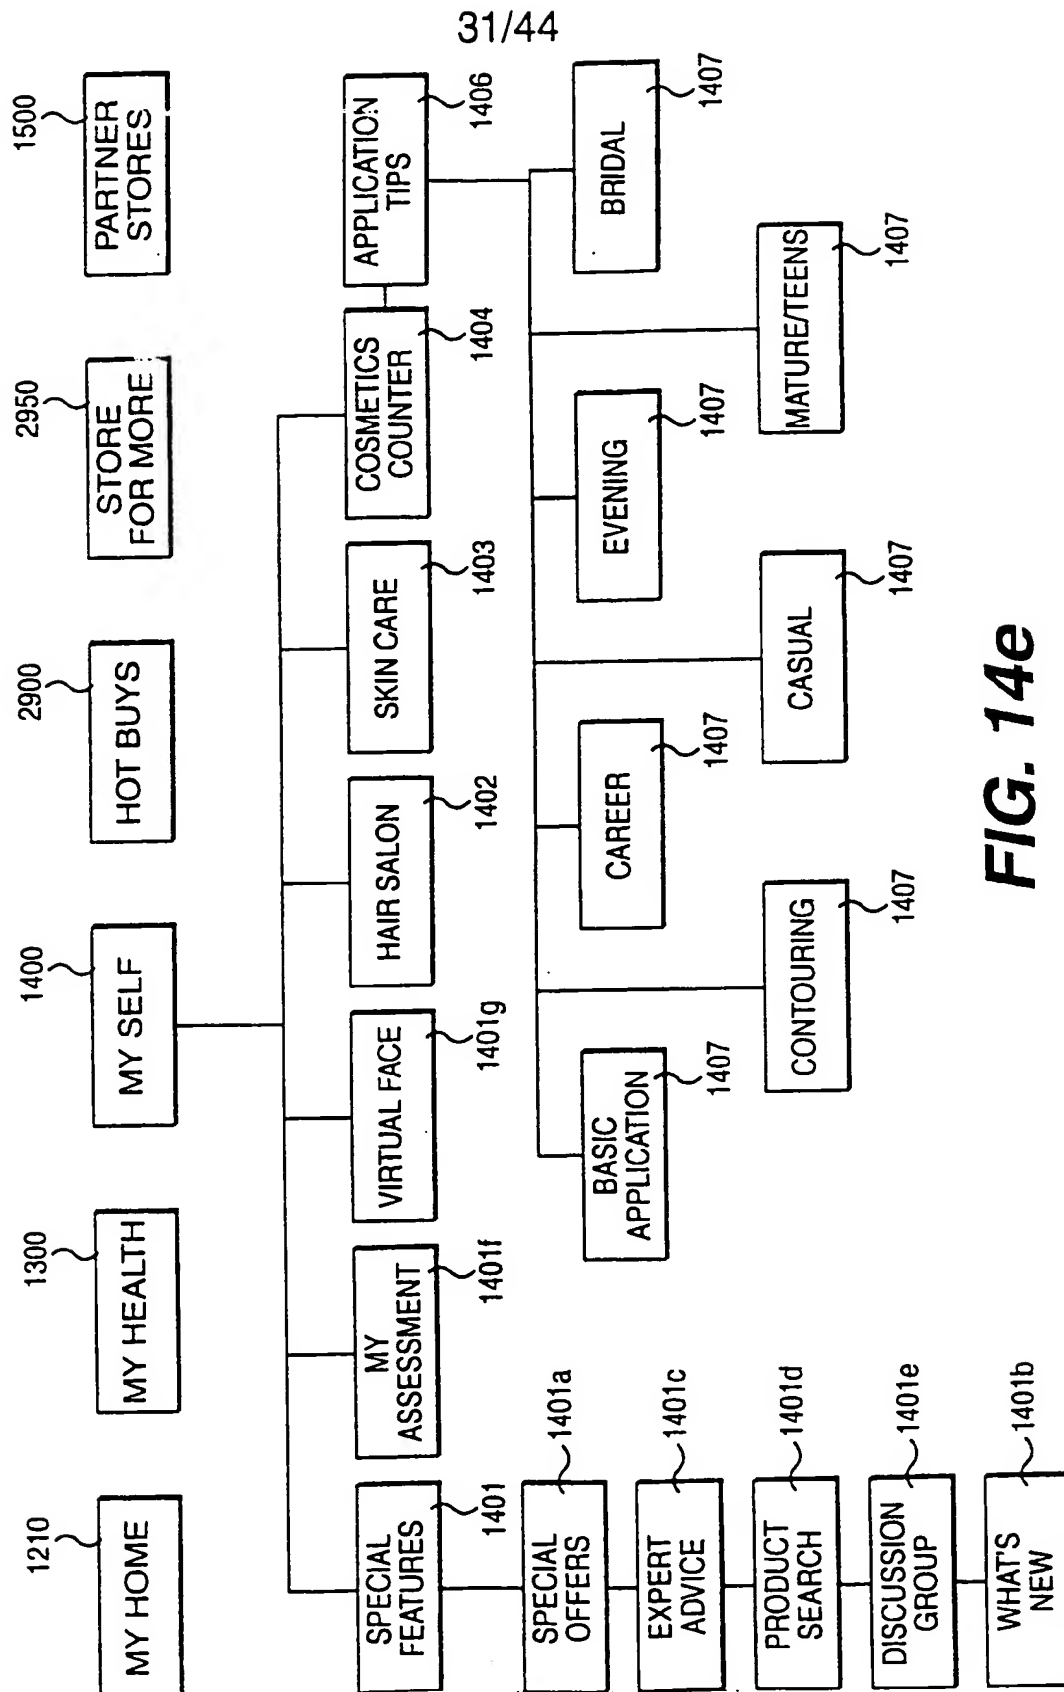 31/44
1210
MY HOME
1300
MY HEALTH
1400
MY SELF
2900
HOT BUYS
2950
STORE
FOR MORE
1500
PARTNER
STORES
SPECIAL
FEATURES
1401
MY
ASSESSMENT
1401f
VIRTUAL FACE
1401g
HAIR SALON
1402
SKIN CARE
1403
COSMETICS
COUNTER
1404
APPLICATION
TIPS
1406
SPECIAL
OFFERS
1401a
EXPERT
ADVICE
1401c
PRODUCT
SEARCH
1401d
DISCUSSION
GROUP
1401e
WHAT'S
NEW
1401b
BASIC
APPLICATION
1407
CAREER
1407
EVENING
1407
BRIDAL
1407
CONTOURING
1407
CASUAL
1407
MATURE/TEENS
1407
FIG. 14e